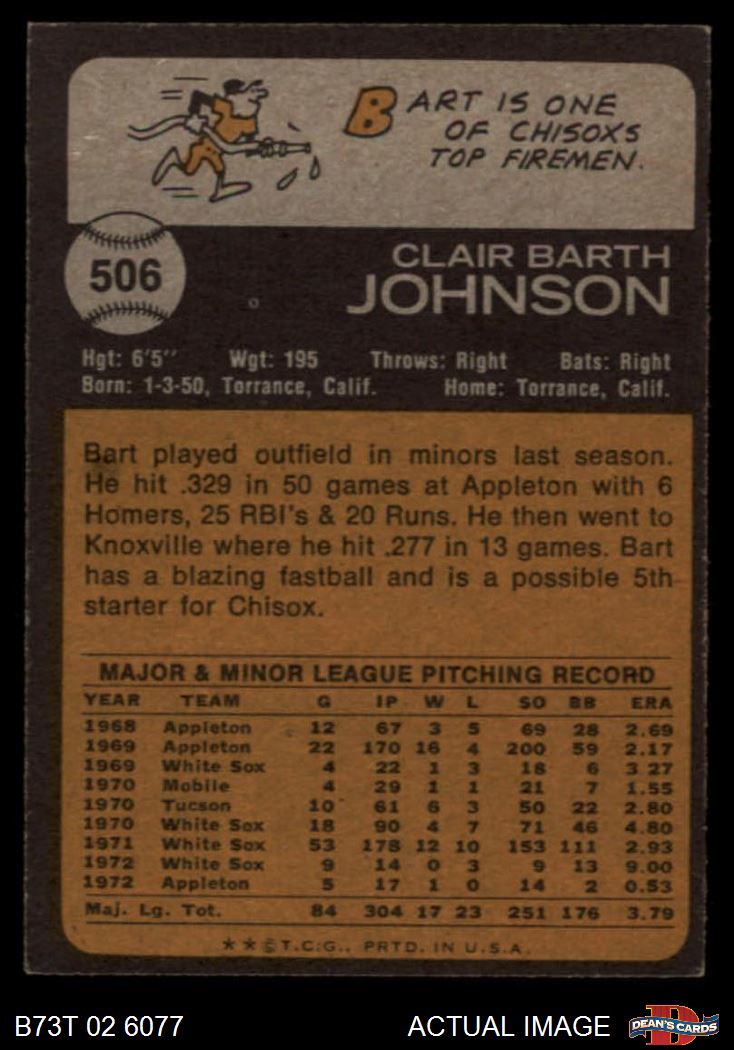 BART IS ONE
OF CHISOXS
TOP FIREMEN.
506
CLAIR BARTH
JOHNSON
Hgt: 6'5" Wgt: 195 Throws: Right Bats: Right
Born: 1-3-50, Torrance, Calif. Home: Torrance, Calif.
Bart played outfield in minors last season.
He hit .329 in 50 games at Appleton with 6
Homers, 25 RBI's & 20 Runs. He then went to
Knoxville where he hit .277 in 13 games. Bart
has a blazing fastball and is a possible 5th
starter for Chisox.
MAJOR & MINOR LEAGUE PITCHING RECORD
YEAR TEAM G IP W L SO BB ERA
1968 Appleton 12 67 3 5 69 28 2.69
1969 Appleton 22 170 16 4 200 59 2.17
1969 White Sox 4 22 1 3 18 6 3 27
1970 Mobile 4 29 1 1 21 7 1.55
1970 Tucson 10 61 6 3 50 22 2.80
1970 White Sox 18 90 4 7 71 46 4.80
1971 White Sox 53 178 12 10 153 111 2.93
1972 White Sox 9 14 0 3 9 13 9.00
1972 Appleton 5 17 1 0 14 2 0.53
Maj. Lg. Tot. 84 304 17 23 251 176 3.79
**©T.C.G., PRTD. IN U.S.A.
B73T 02 6077 ACTUAL IMAGE DEAN'S CARDS